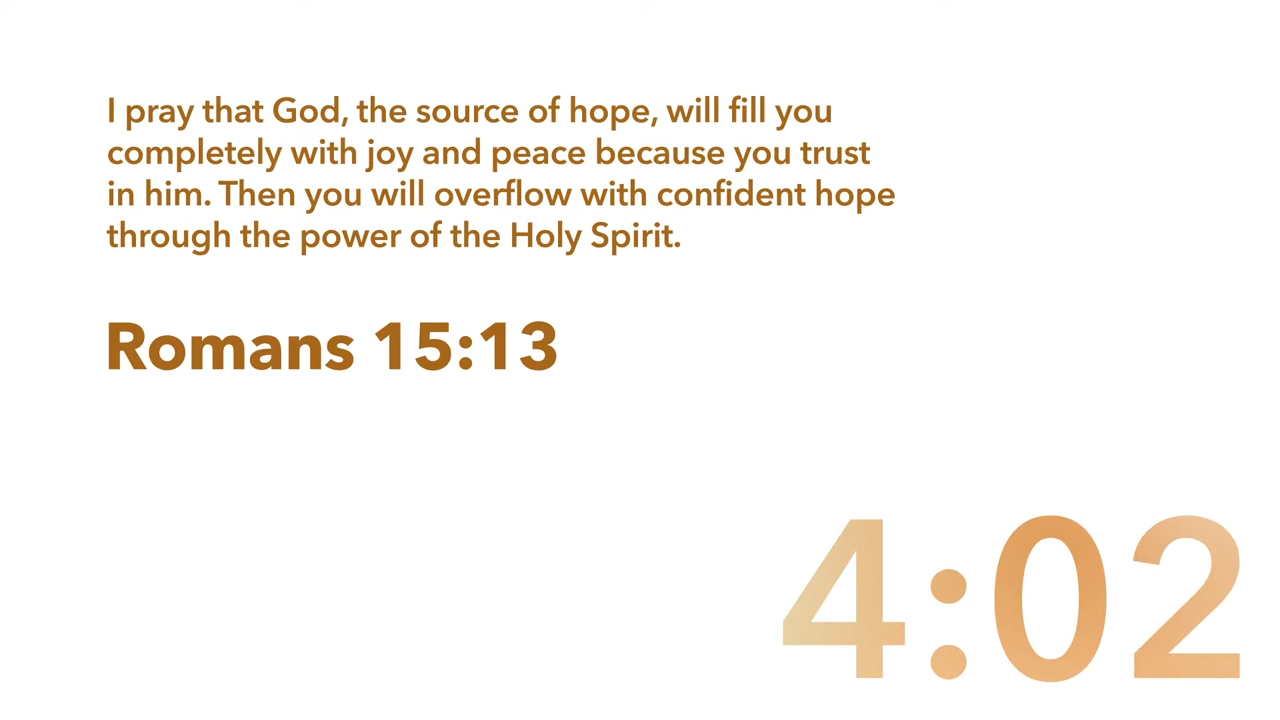 I pray that God, the source of hope, will fill you
completely with joy and peace because you trust
in him. Then you will overflow with confident hope
through the power of the Holy Spirit.
Romans 15:13
4:02